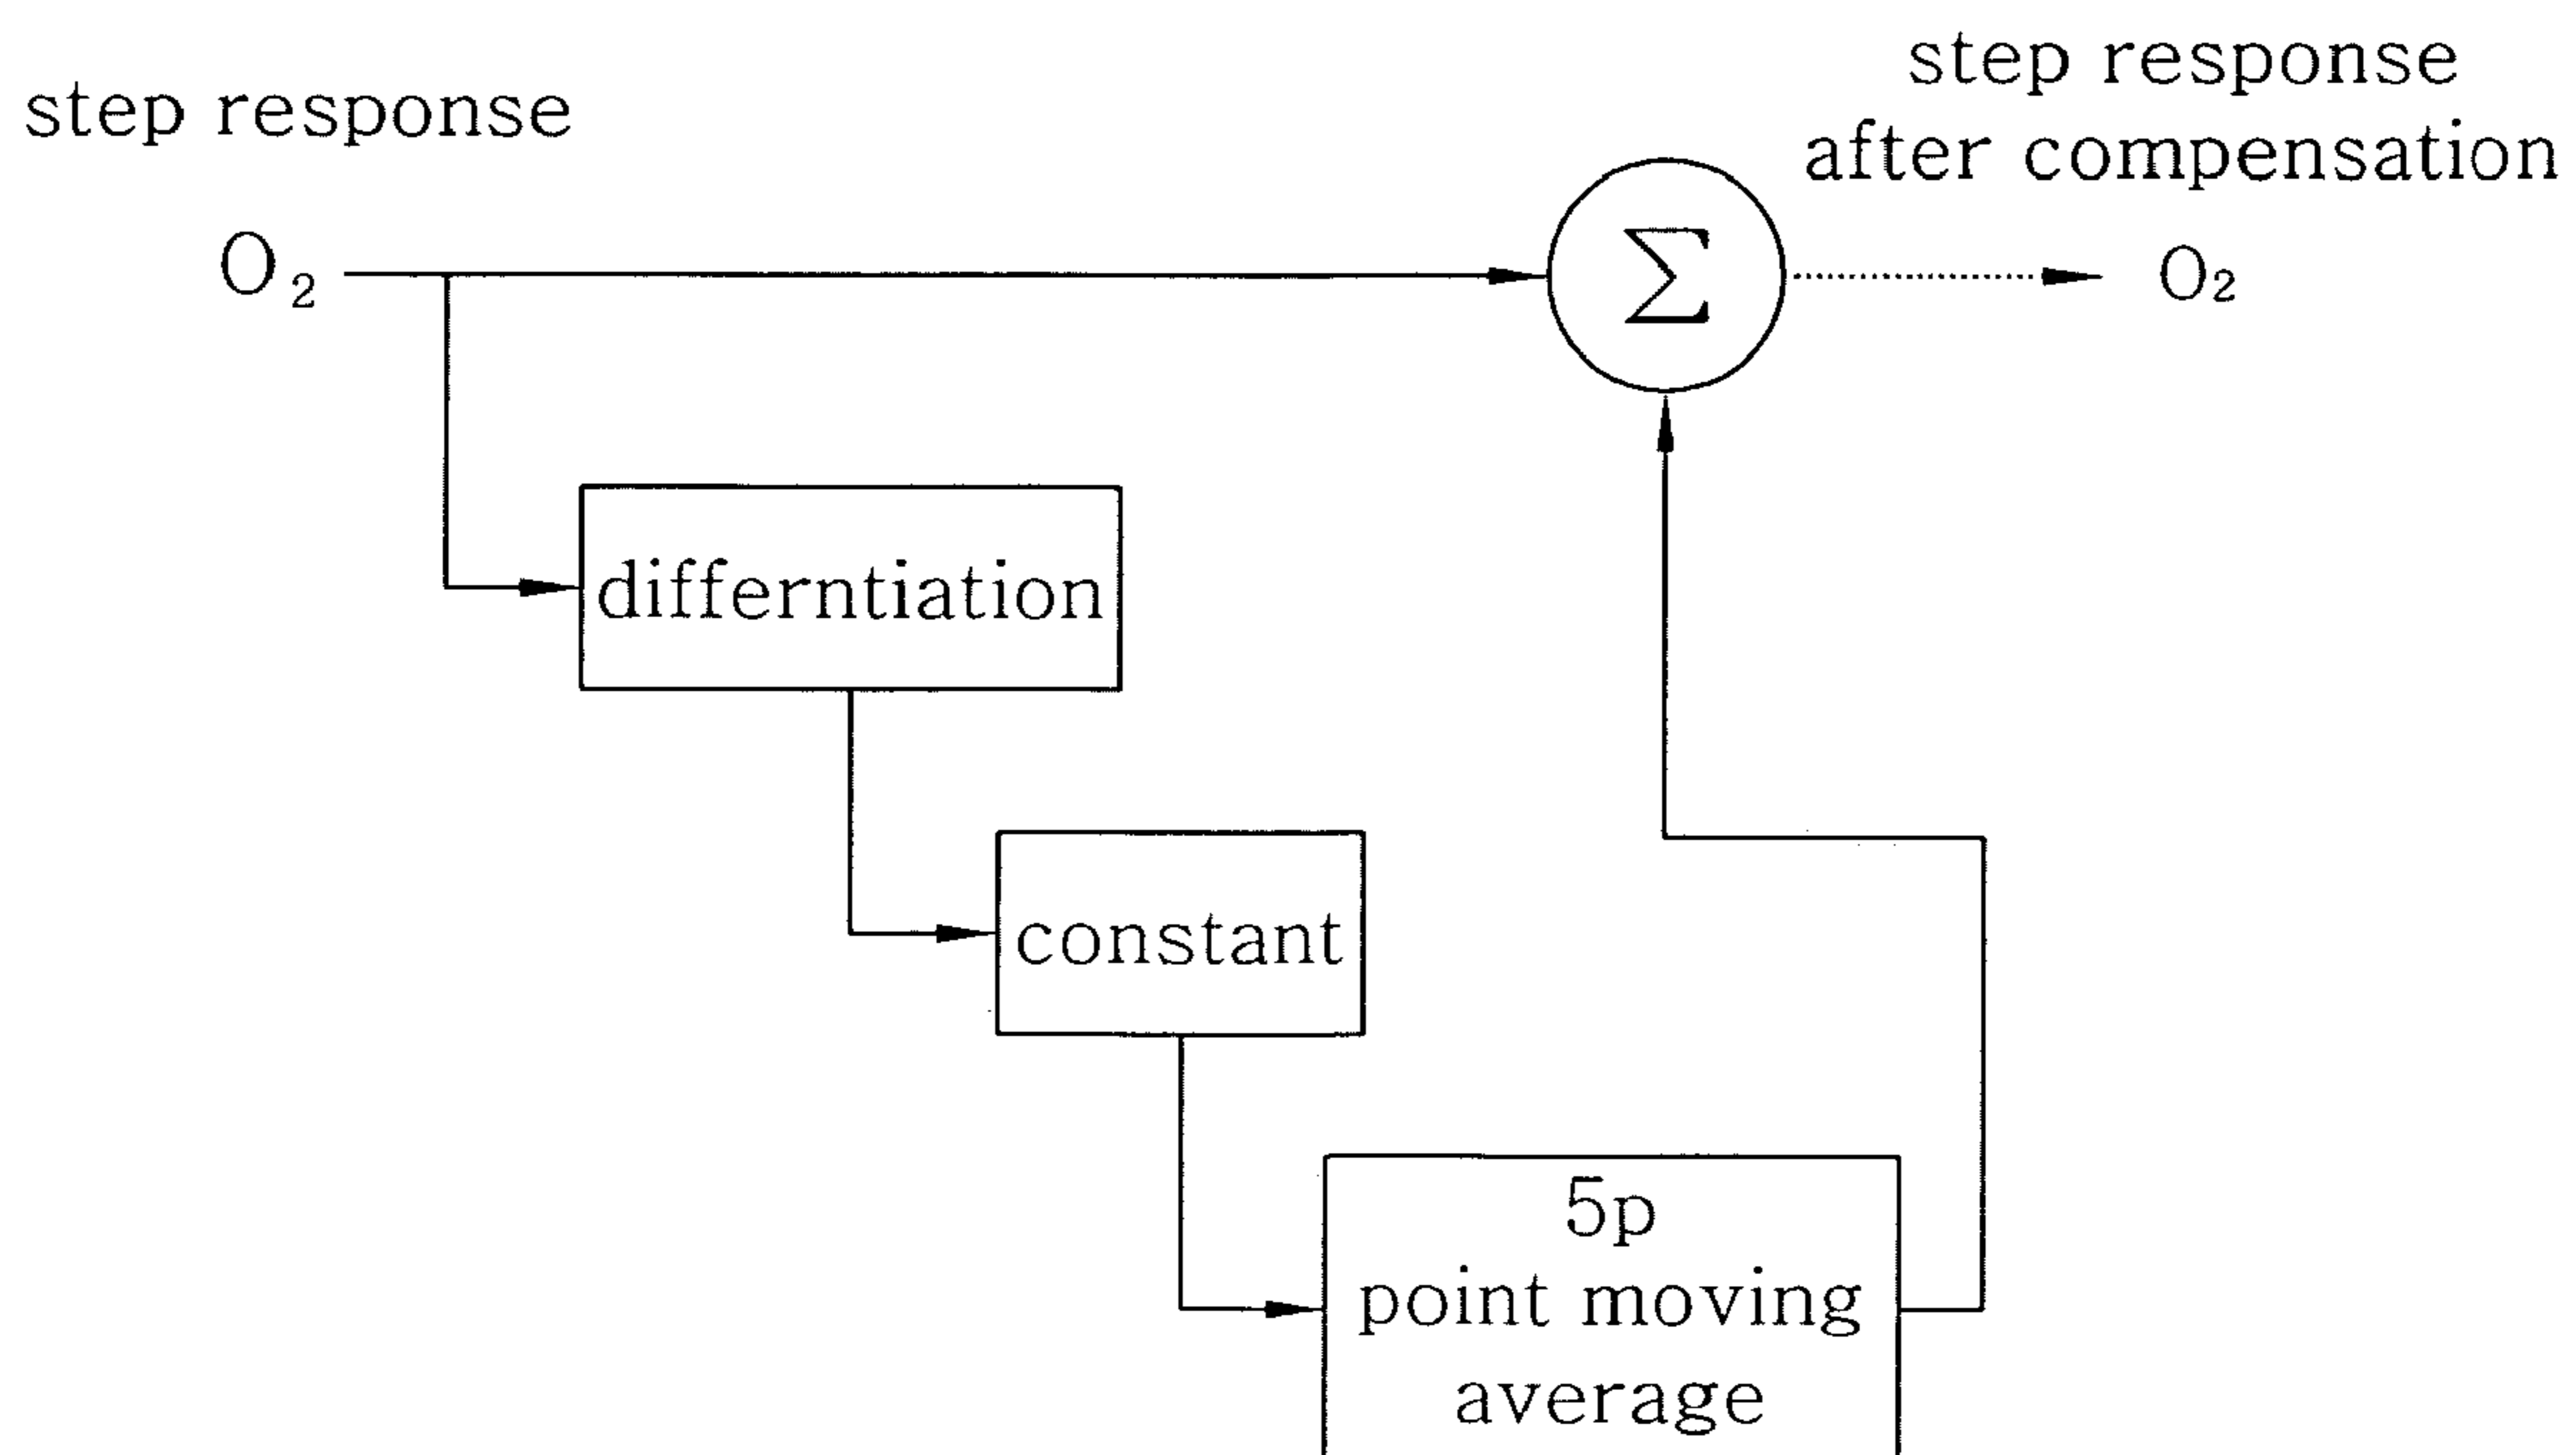 step response
step response
after compensation
O₂
Σ
O₂
differntiation
constant
5p
point moving
average